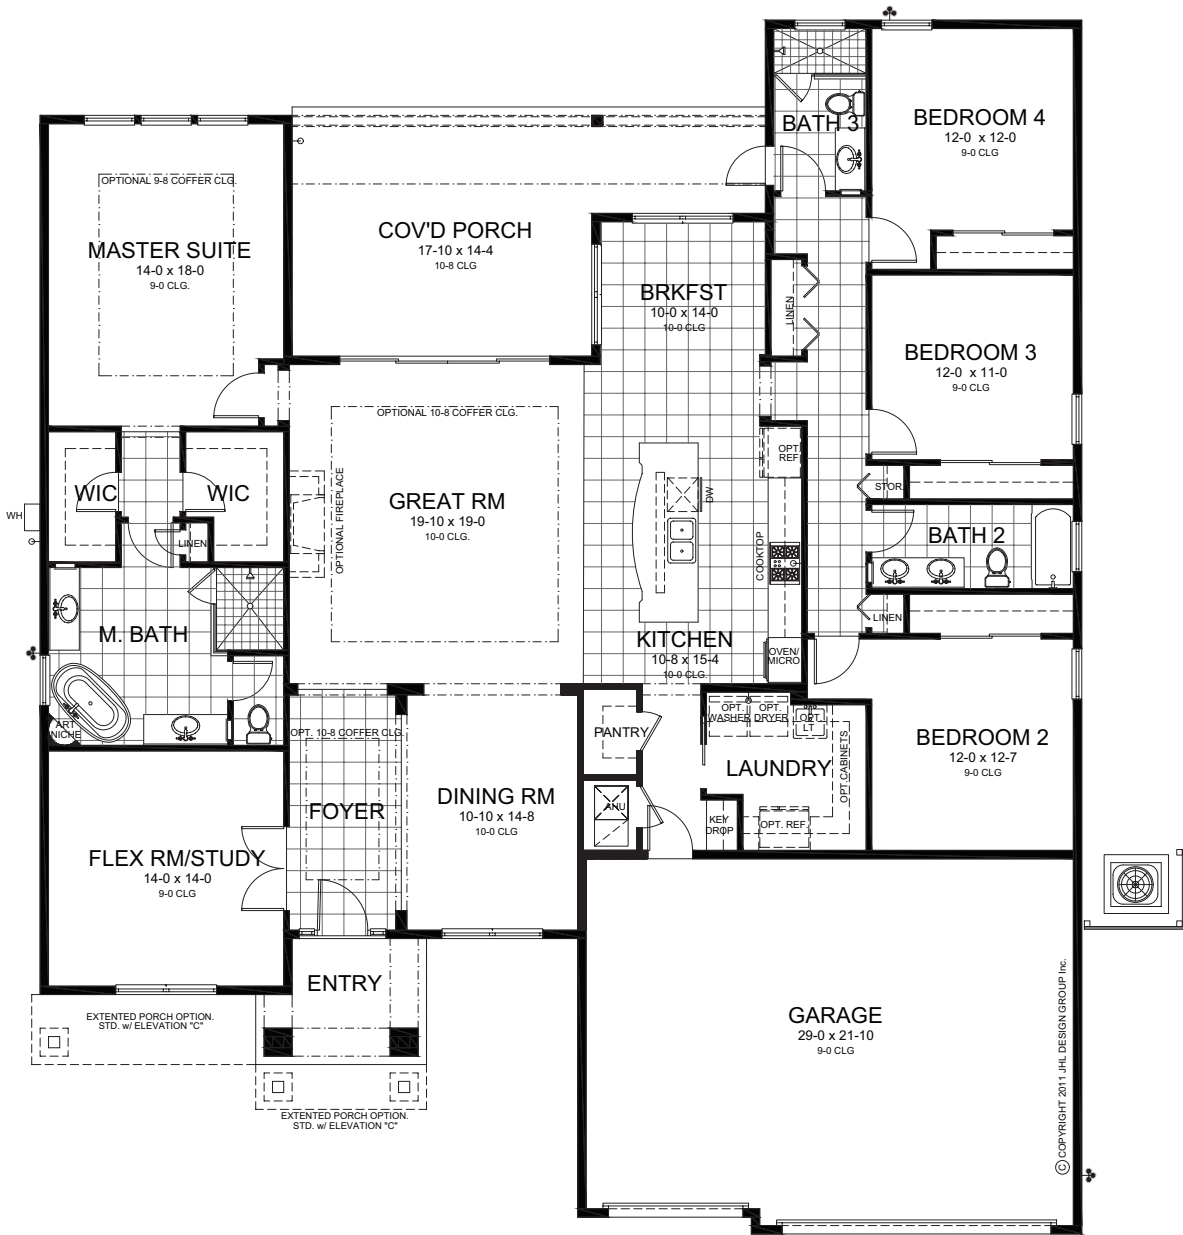 BEDROOM 4
12-0 x 12-0
9-0 CLG
BATH 3
OPTIONAL 9-8 COFFER CLG.
MASTER SUITE
14-0 x 18-0
9-0 CLG.
COV'D PORCH
17-10 x 14-4
10-8 CLG
BRKFST
10-0 x 14-0
10-0 CLG
LINEN
BEDROOM 3
12-0 x 11-0
9-0 CLG
OPTIONAL 10-8 COFFER CLG.
OPT.
REF.
WIC
WIC
GREAT RM
19-10 x 19-0
10-0 CLG.
OPTIONAL FIREPLACE
DW
STOR.
WH
LINEN
COOKTOP
BATH 2
M. BATH
KITCHEN
10-8 x 15-4
10-0 CLG.
OVEN/
MICRO
LINEN
ART
NICHE
OPT. 10-8 COFFER CLG.
PANTRY
OPT.
WASHER
OPT.
DRYER
OPT.
LT
LAUNDRY
OPT.CABINETS
BEDROOM 2
12-0 x 12-7
9-0 CLG
FOYER
DINING RM
10-10 x 14-8
10-0 CLG
AHU
KEY
DROP
OPT. REF.
FLEX RM/STUDY
14-0 x 14-0
9-0 CLG
ENTRY
EXTENTED PORCH OPTION.
STD. w/ ELEVATION "C"
GARAGE
29-0 x 21-10
9-0 CLG
© COPYRIGHT 2011 JHL DESIGN GROUP Inc.
EXTENTED PORCH OPTION.
STD. w/ ELEVATION "C"